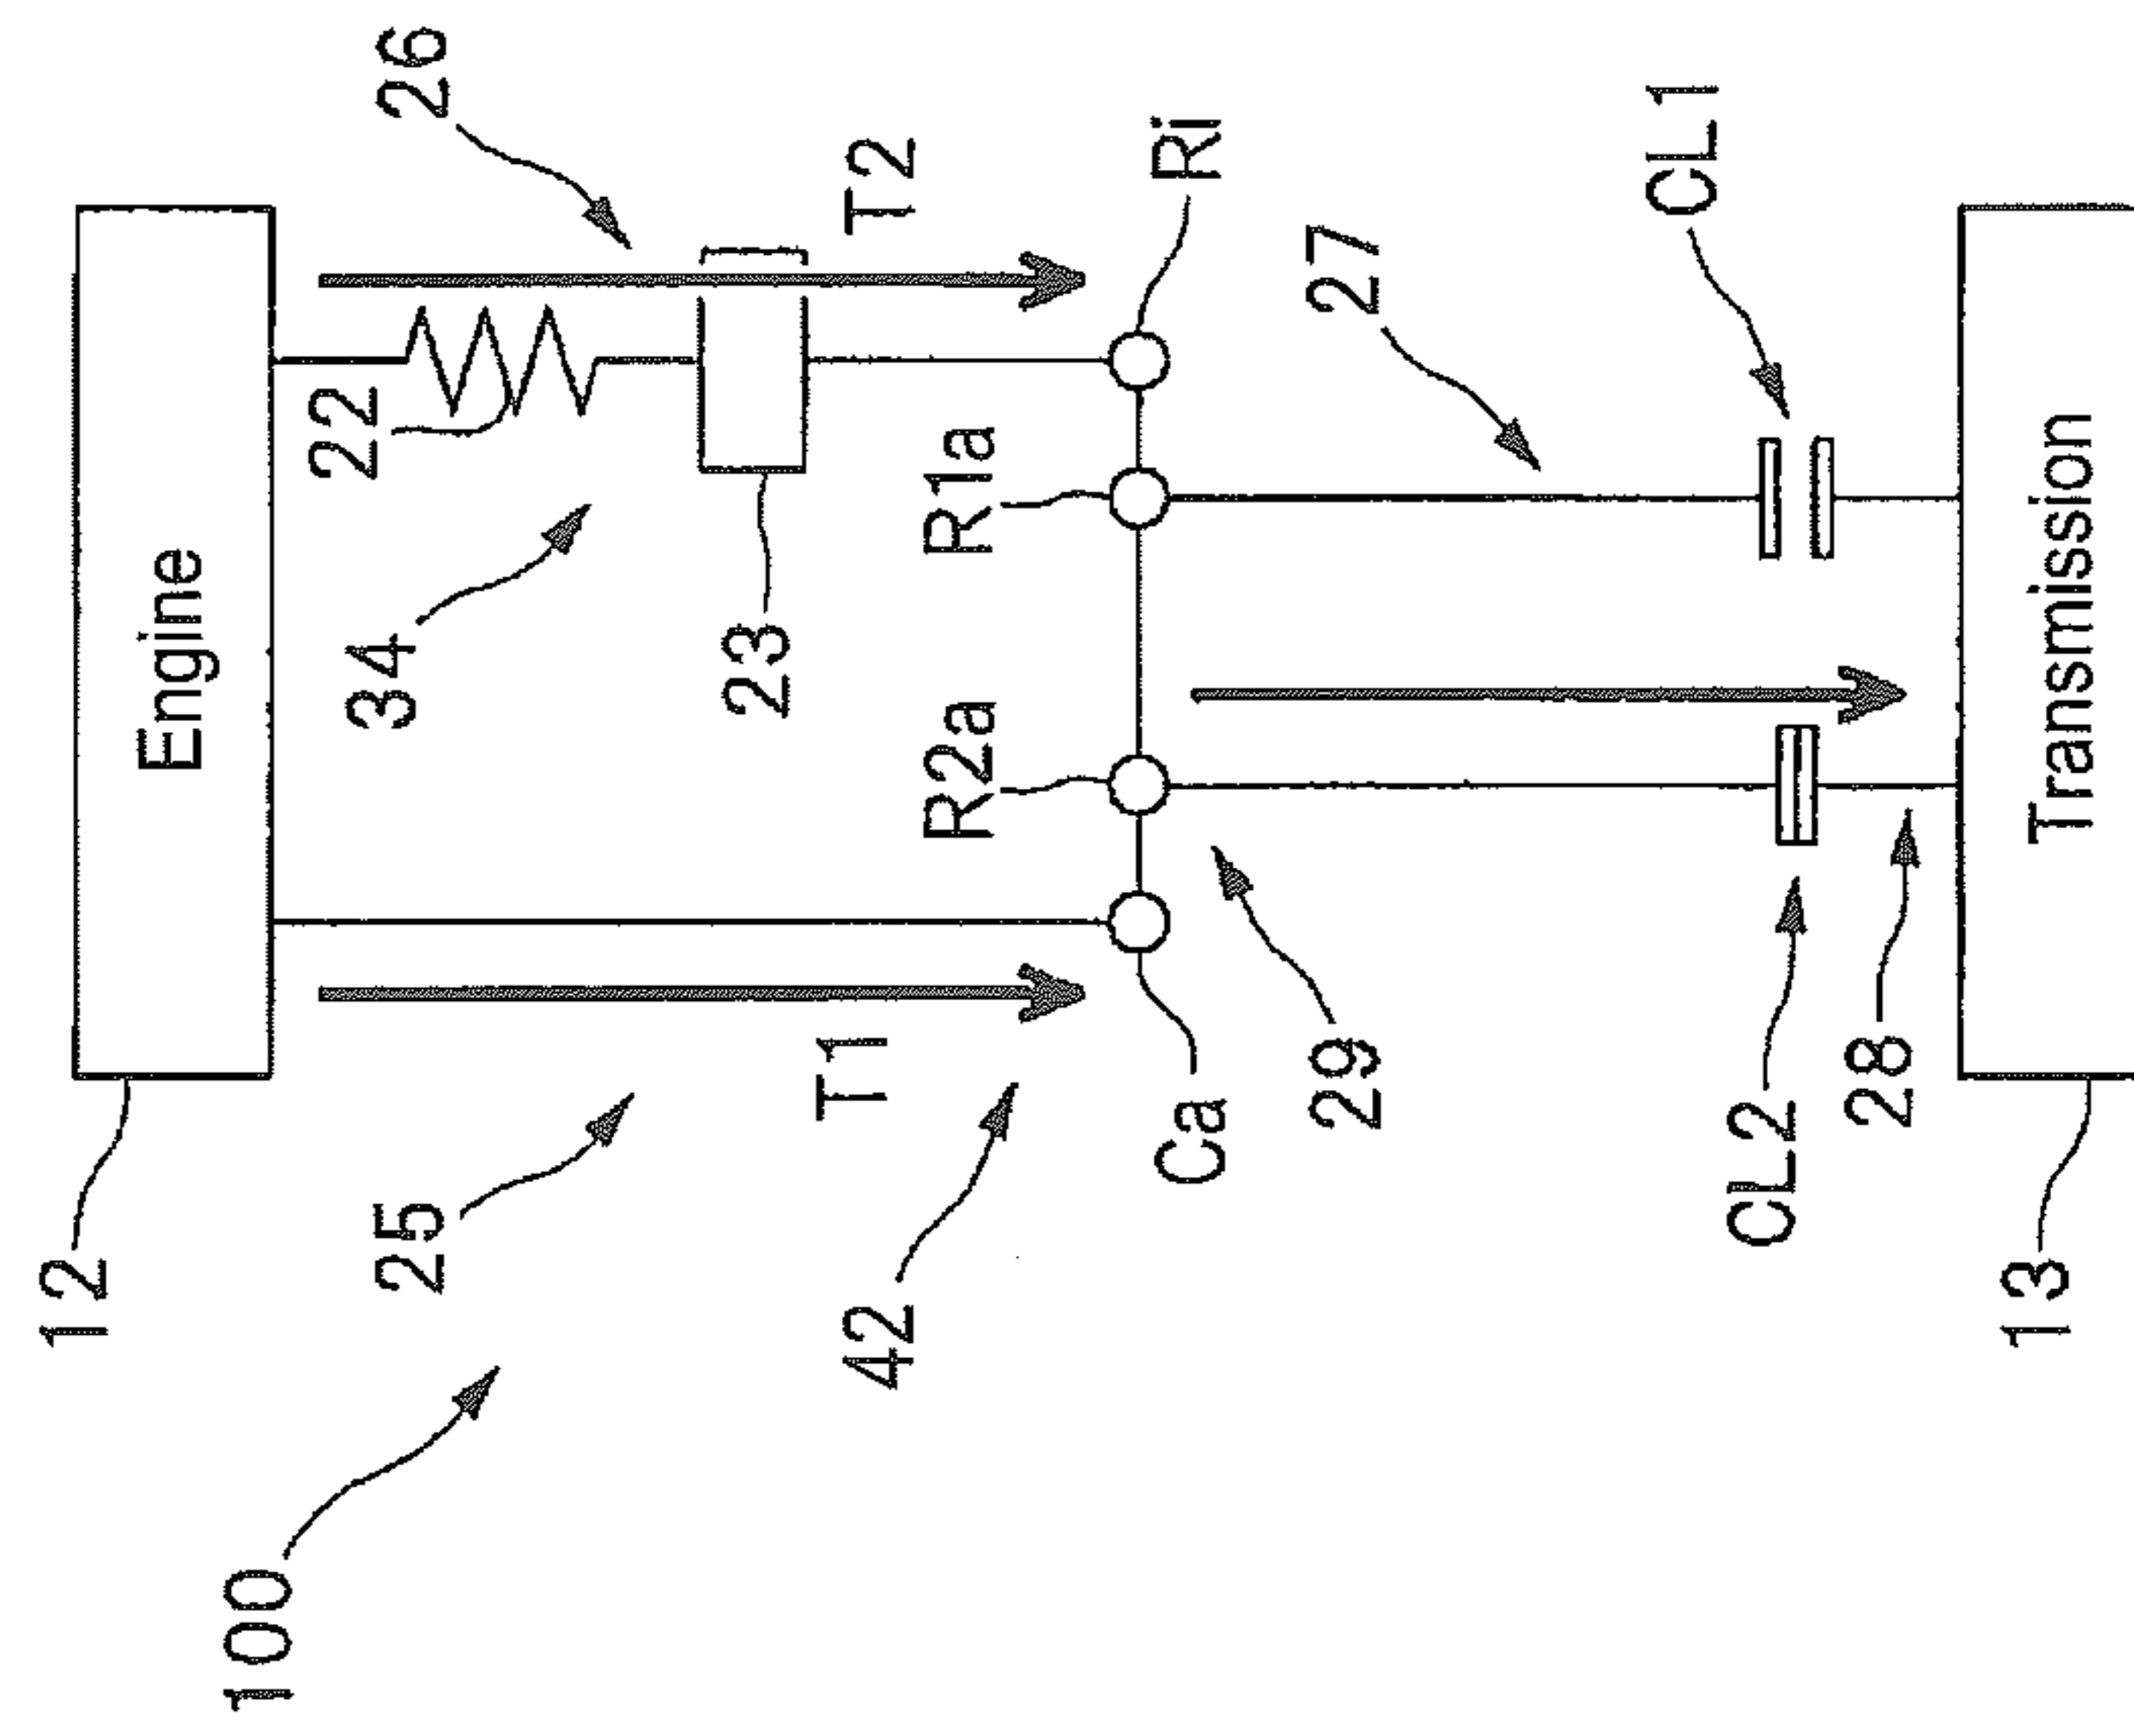 100
12
Engine
25
26
22
34
23
T1
T2
42
R2a
R1a
Ca
Ri
29
27
CL2
CL1
28
13
Transmission